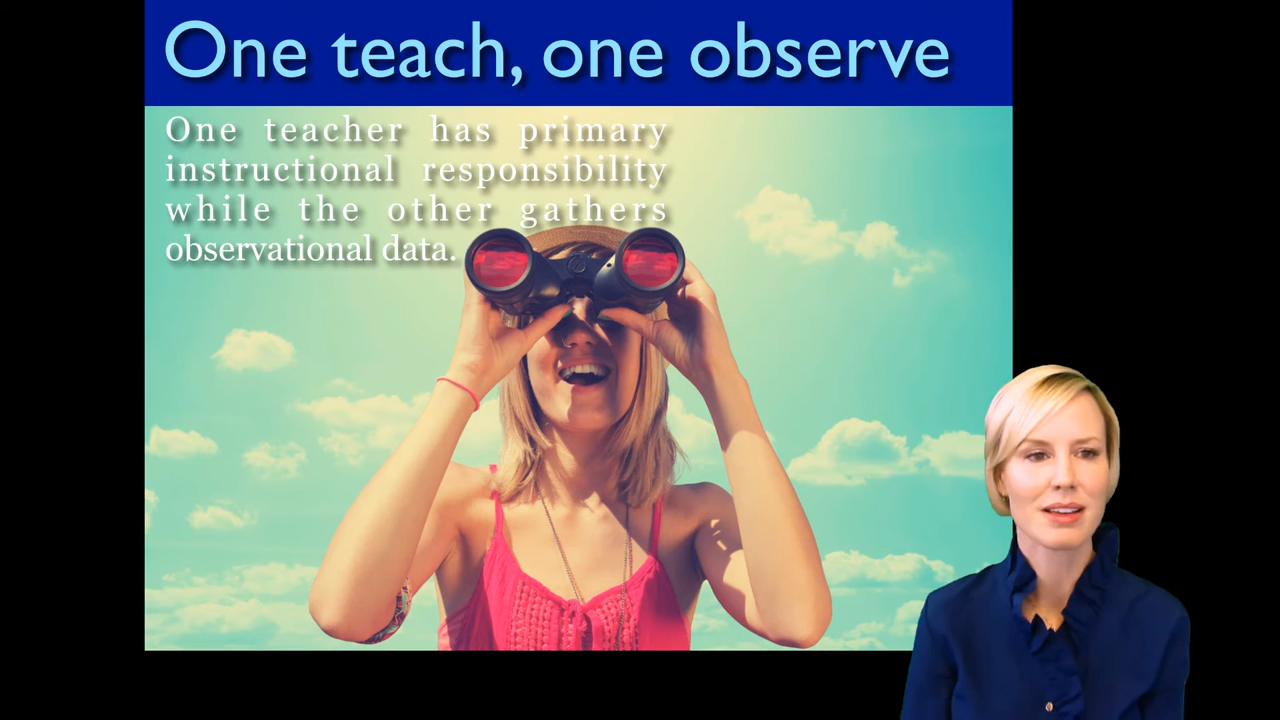 One teach, one observe
One teacher has primary
instructional responsibility
while the other gathers
observational data.